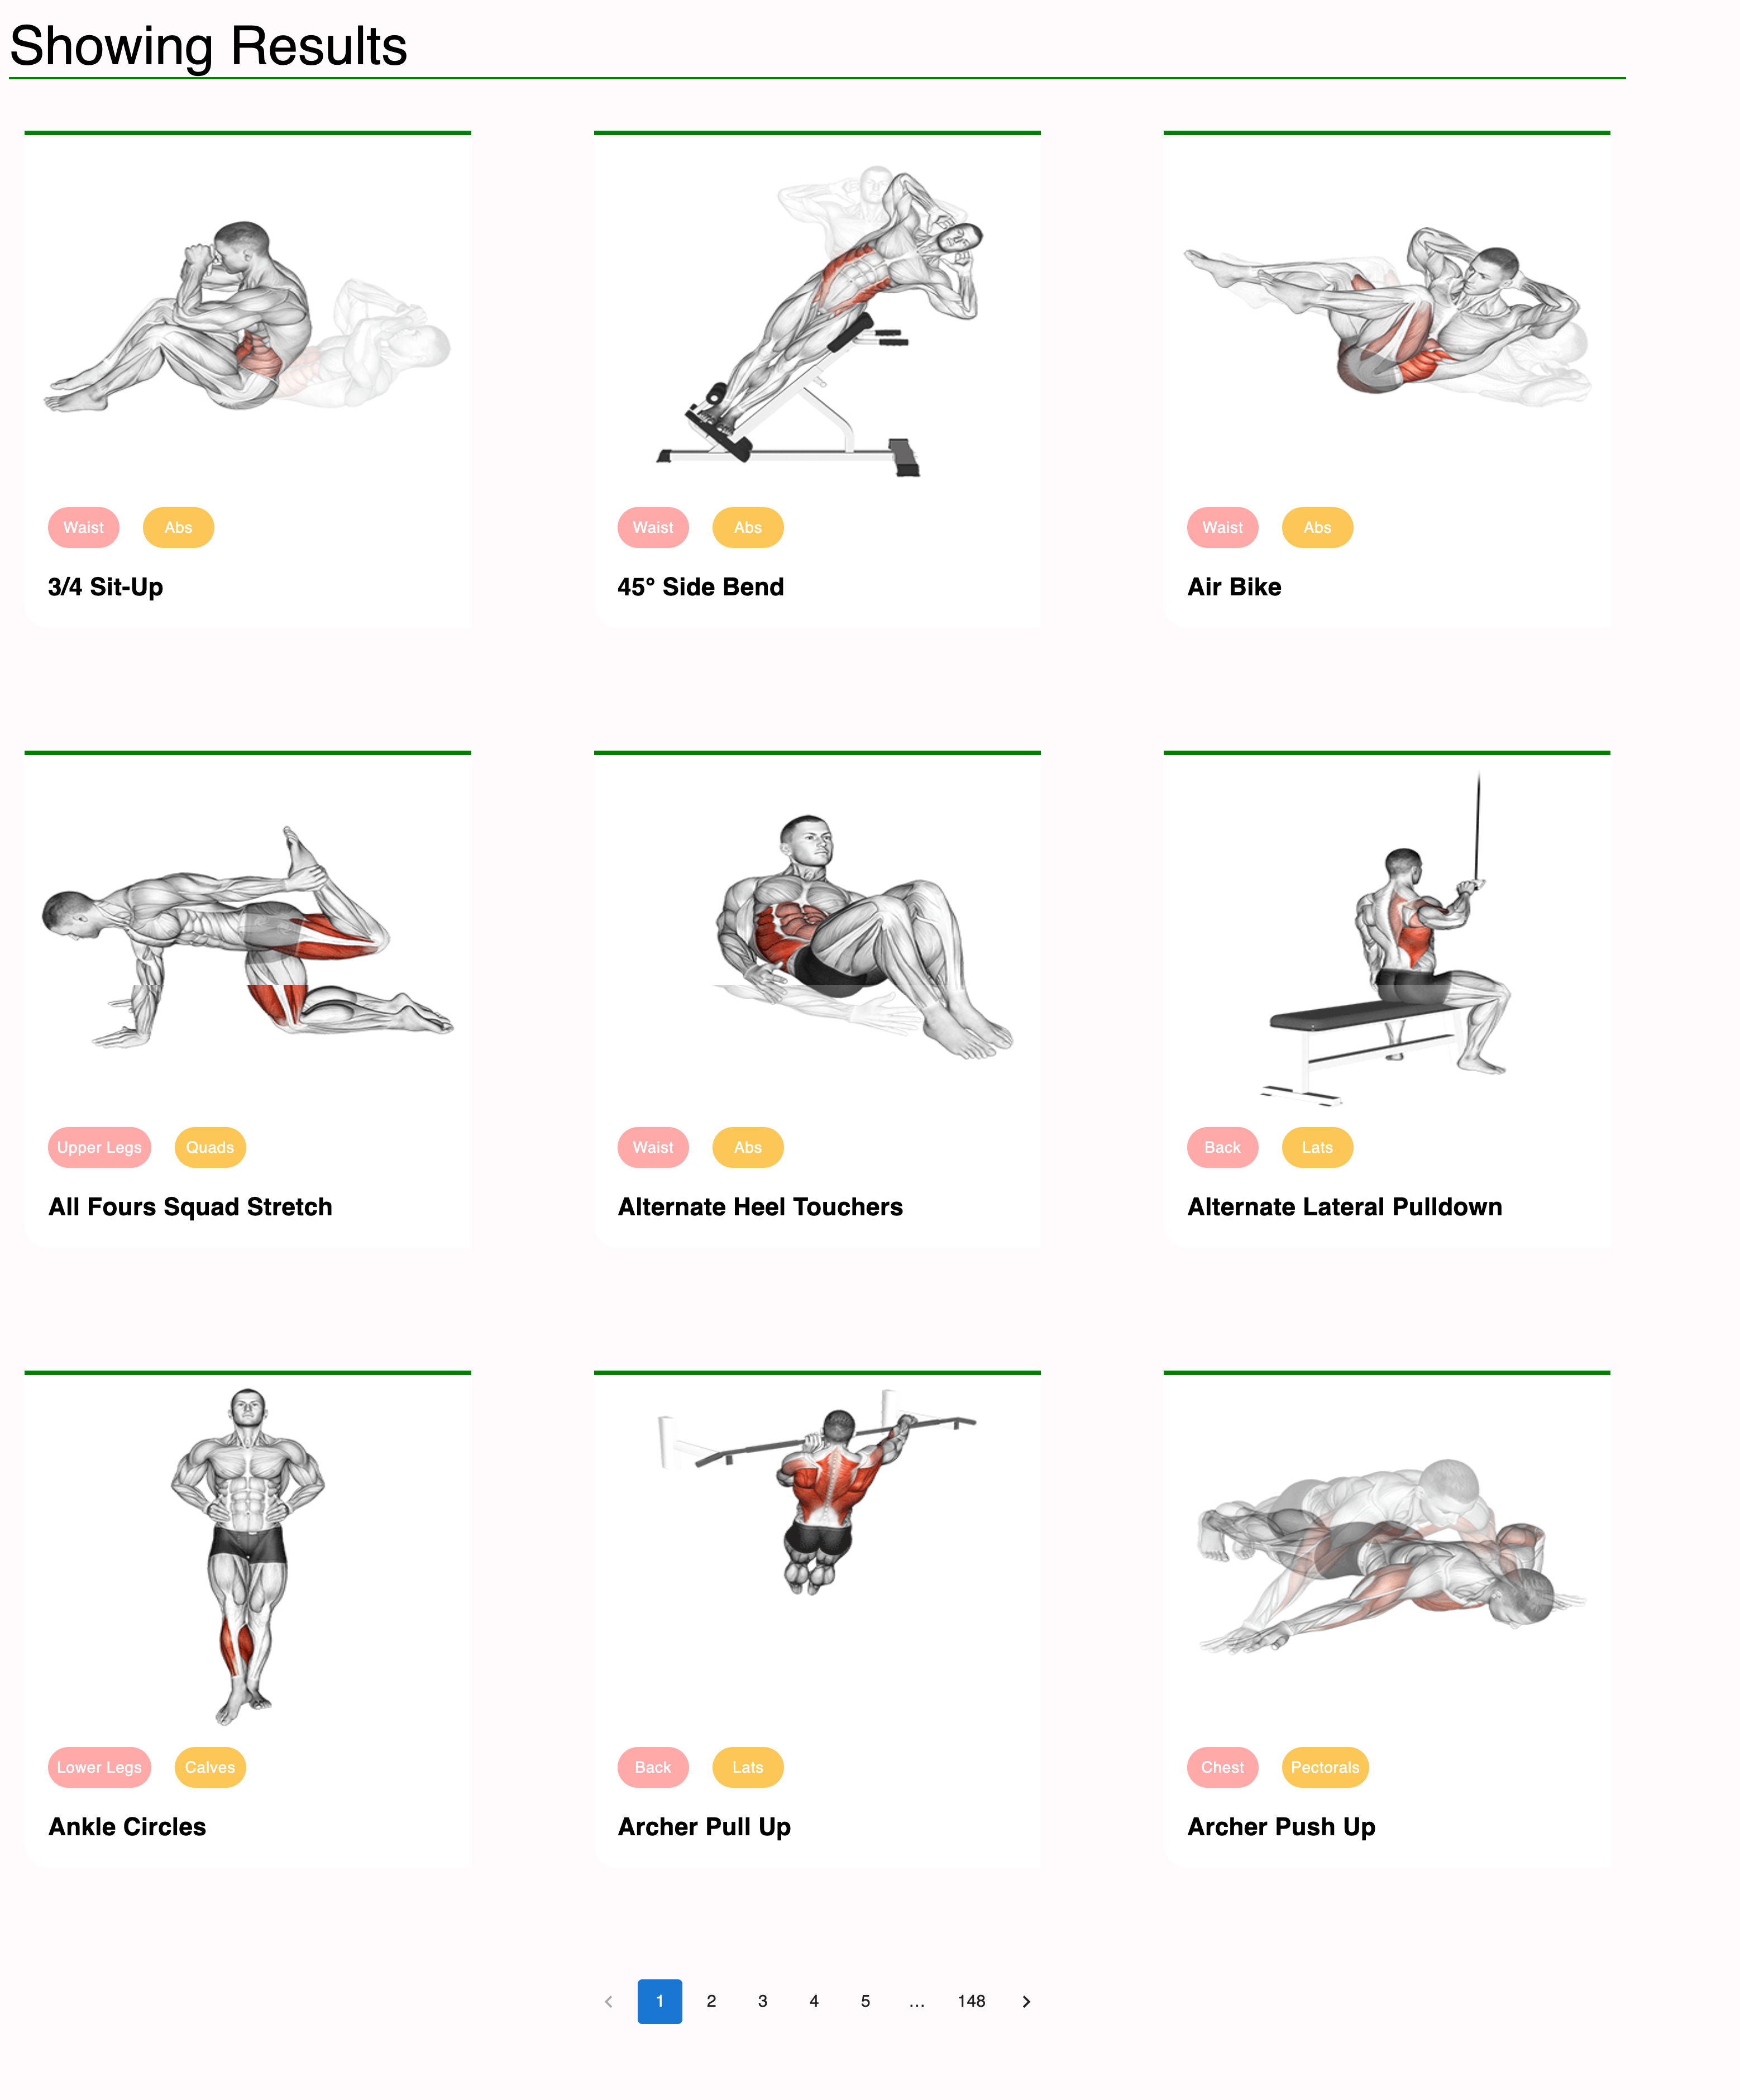 Showing Results
Waist Abs
3/4 Sit-Up
Waist Abs
45° Side Bend
Waist Abs
Air Bike
Upper Legs Quads
All Fours Squad Stretch
Waist Abs
Alternate Heel Touchers
Back Lats
Alternate Lateral Pulldown
Lower Legs Calves
Ankle Circles
Back Lats
Archer Pull Up
Chest Pectorals
Archer Push Up
1 2 3 4 5 ... 148